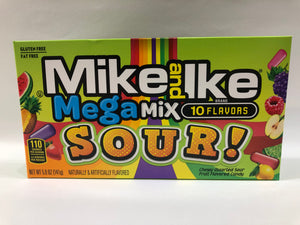 GLUTEN FREE
FAT FREE
Mike and Ike
BRAND
Mega Mix
10 FLAVORS
SOUR!
110
NET WT 5.0 OZ (141g)
NATURALLY & ARTIFICIALLY FLAVORED
Chewy Assorted Sour
Fruit Flavored Candy